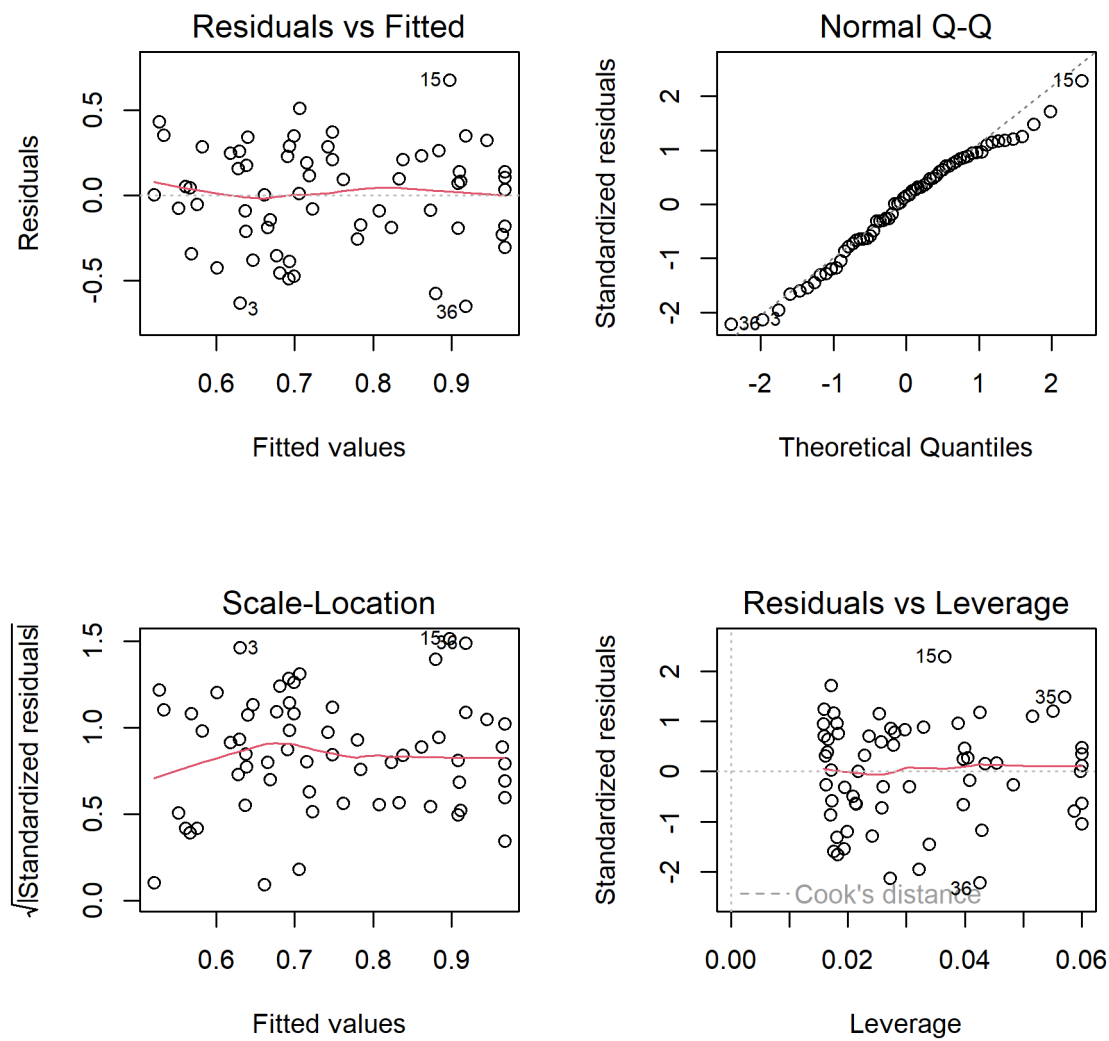 Residuals vs Fitted
Residuals
-0.5 0.0 0.5
15
3
36
0.6 0.7 0.8 0.9
Fitted values
Normal Q-Q
Standardized residuals
-2 -1 0 1 2
15
36
3
-2 -1 0 1 2
Theoretical Quantiles
Scale-Location
√|Standardized residuals|
0.0 0.5 1.0 1.5
3
15
36
0.6 0.7 0.8 0.9
Fitted values
Residuals vs Leverage
Standardized residuals
-2 -1 0 1 2
15
35
36
Cook's distance
0.00 0.02 0.04 0.06
Leverage